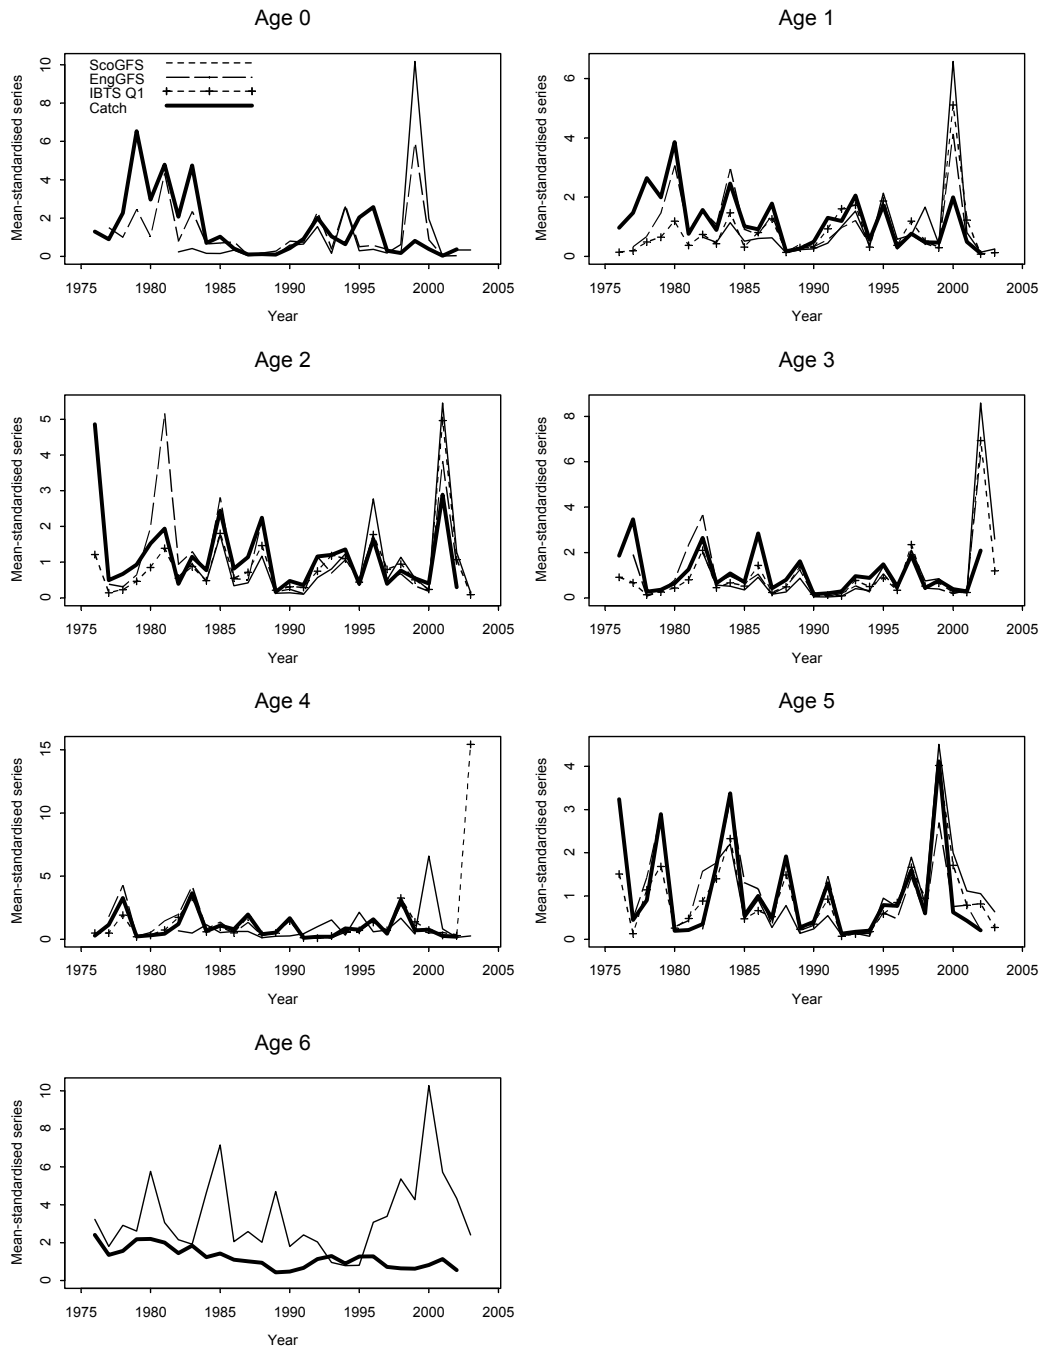 Age 0
Mean-standardised series
0 2 4 6 8 10
ScoGFS
EngGFS
IBTS Q1
Catch
1975 1980 1985 1990 1995 2000 2005
Year
Age 1
Mean-standardised series
0 2 4 6
1975 1980 1985 1990 1995 2000 2005
Year
Age 2
Mean-standardised series
0 1 2 3 4 5
1975 1980 1985 1990 1995 2000 2005
Year
Age 3
Mean-standardised series
0 2 4 6 8
1975 1980 1985 1990 1995 2000 2005
Year
Age 4
Mean-standardised series
0 5 10 15
1975 1980 1985 1990 1995 2000 2005
Year
Age 5
Mean-standardised series
0 1 2 3 4
1975 1980 1985 1990 1995 2000 2005
Year
Age 6
Mean-standardised series
0 2 4 6 8 10
1975 1980 1985 1990 1995 2000 2005
Year